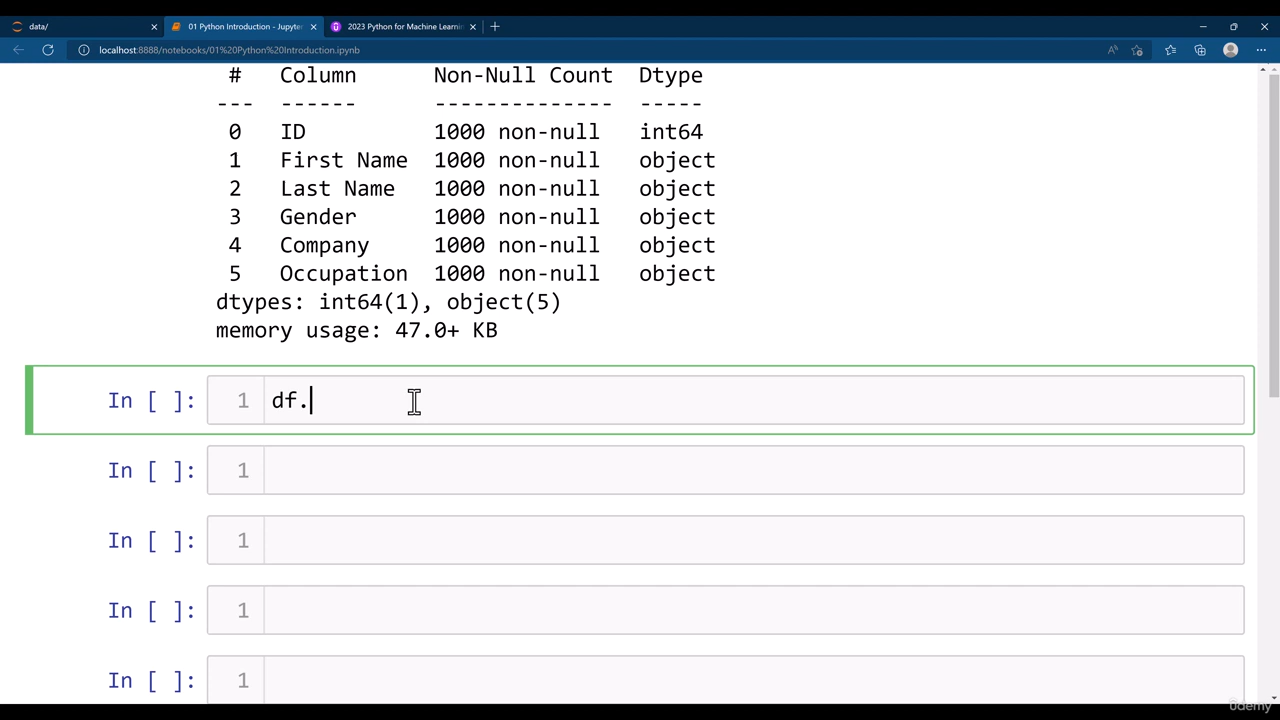 data/
01 Python Introduction - Jupyte
2023 Python for Machine Learnin
localhost:8888/notebooks/01%20Python%20Introduction.ipynb
# Column Non-Null Count Dtype
--- ------ -------------- -----
0 ID 1000 non-null int64
1 First Name 1000 non-null object
2 Last Name 1000 non-null object
3 Gender 1000 non-null object
4 Company 1000 non-null object
5 Occupation 1000 non-null object
dtypes: int64(1), object(5)
memory usage: 47.0+ KB
In [ ]: 1 df.
In [ ]: 1
In [ ]: 1
In [ ]: 1
In [ ]: 1
ûdemy